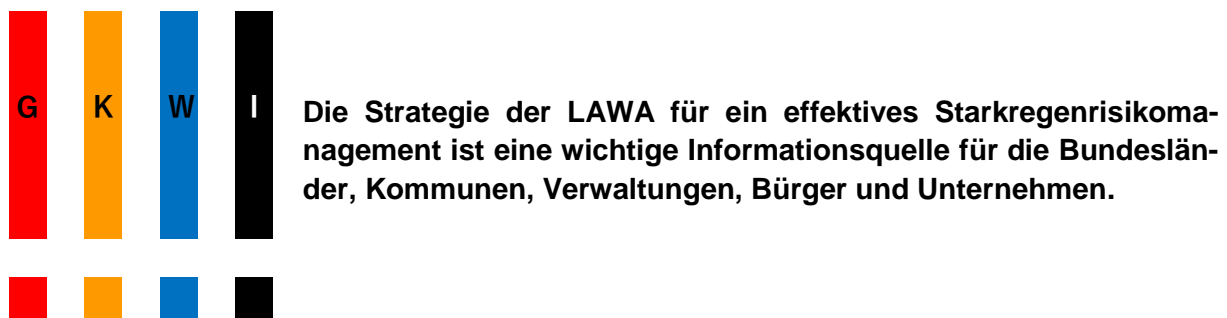 G K W I
Die Strategie der LAWA für ein effektives Starkregenrisikoma-
nagement ist eine wichtige Informationsquelle für die Bundeslän-
der, Kommunen, Verwaltungen, Bürger und Unternehmen.